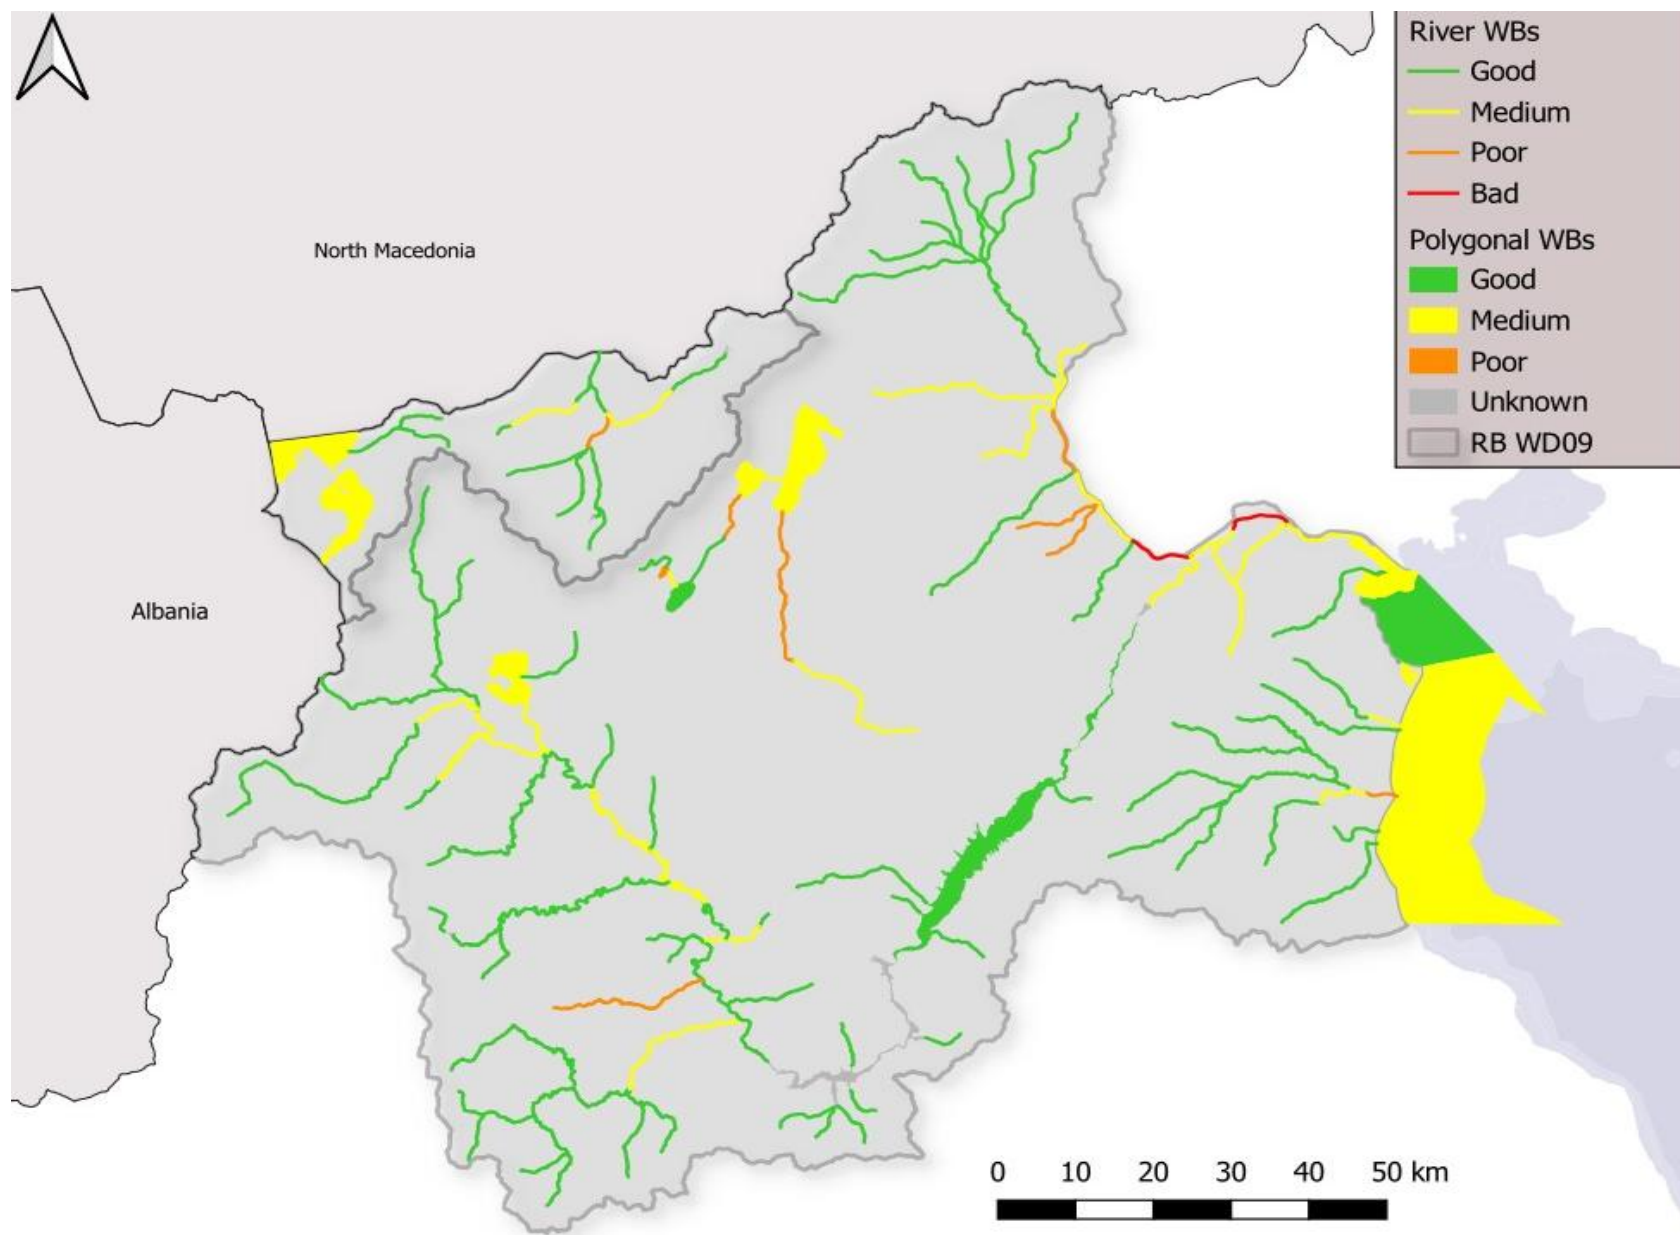 River WBs
Good
Medium
Poor
Bad
Polygonal WBs
Good
Medium
Poor
Unknown
RB WD09
North Macedonia
Albania
0 10 20 30 40 50 km